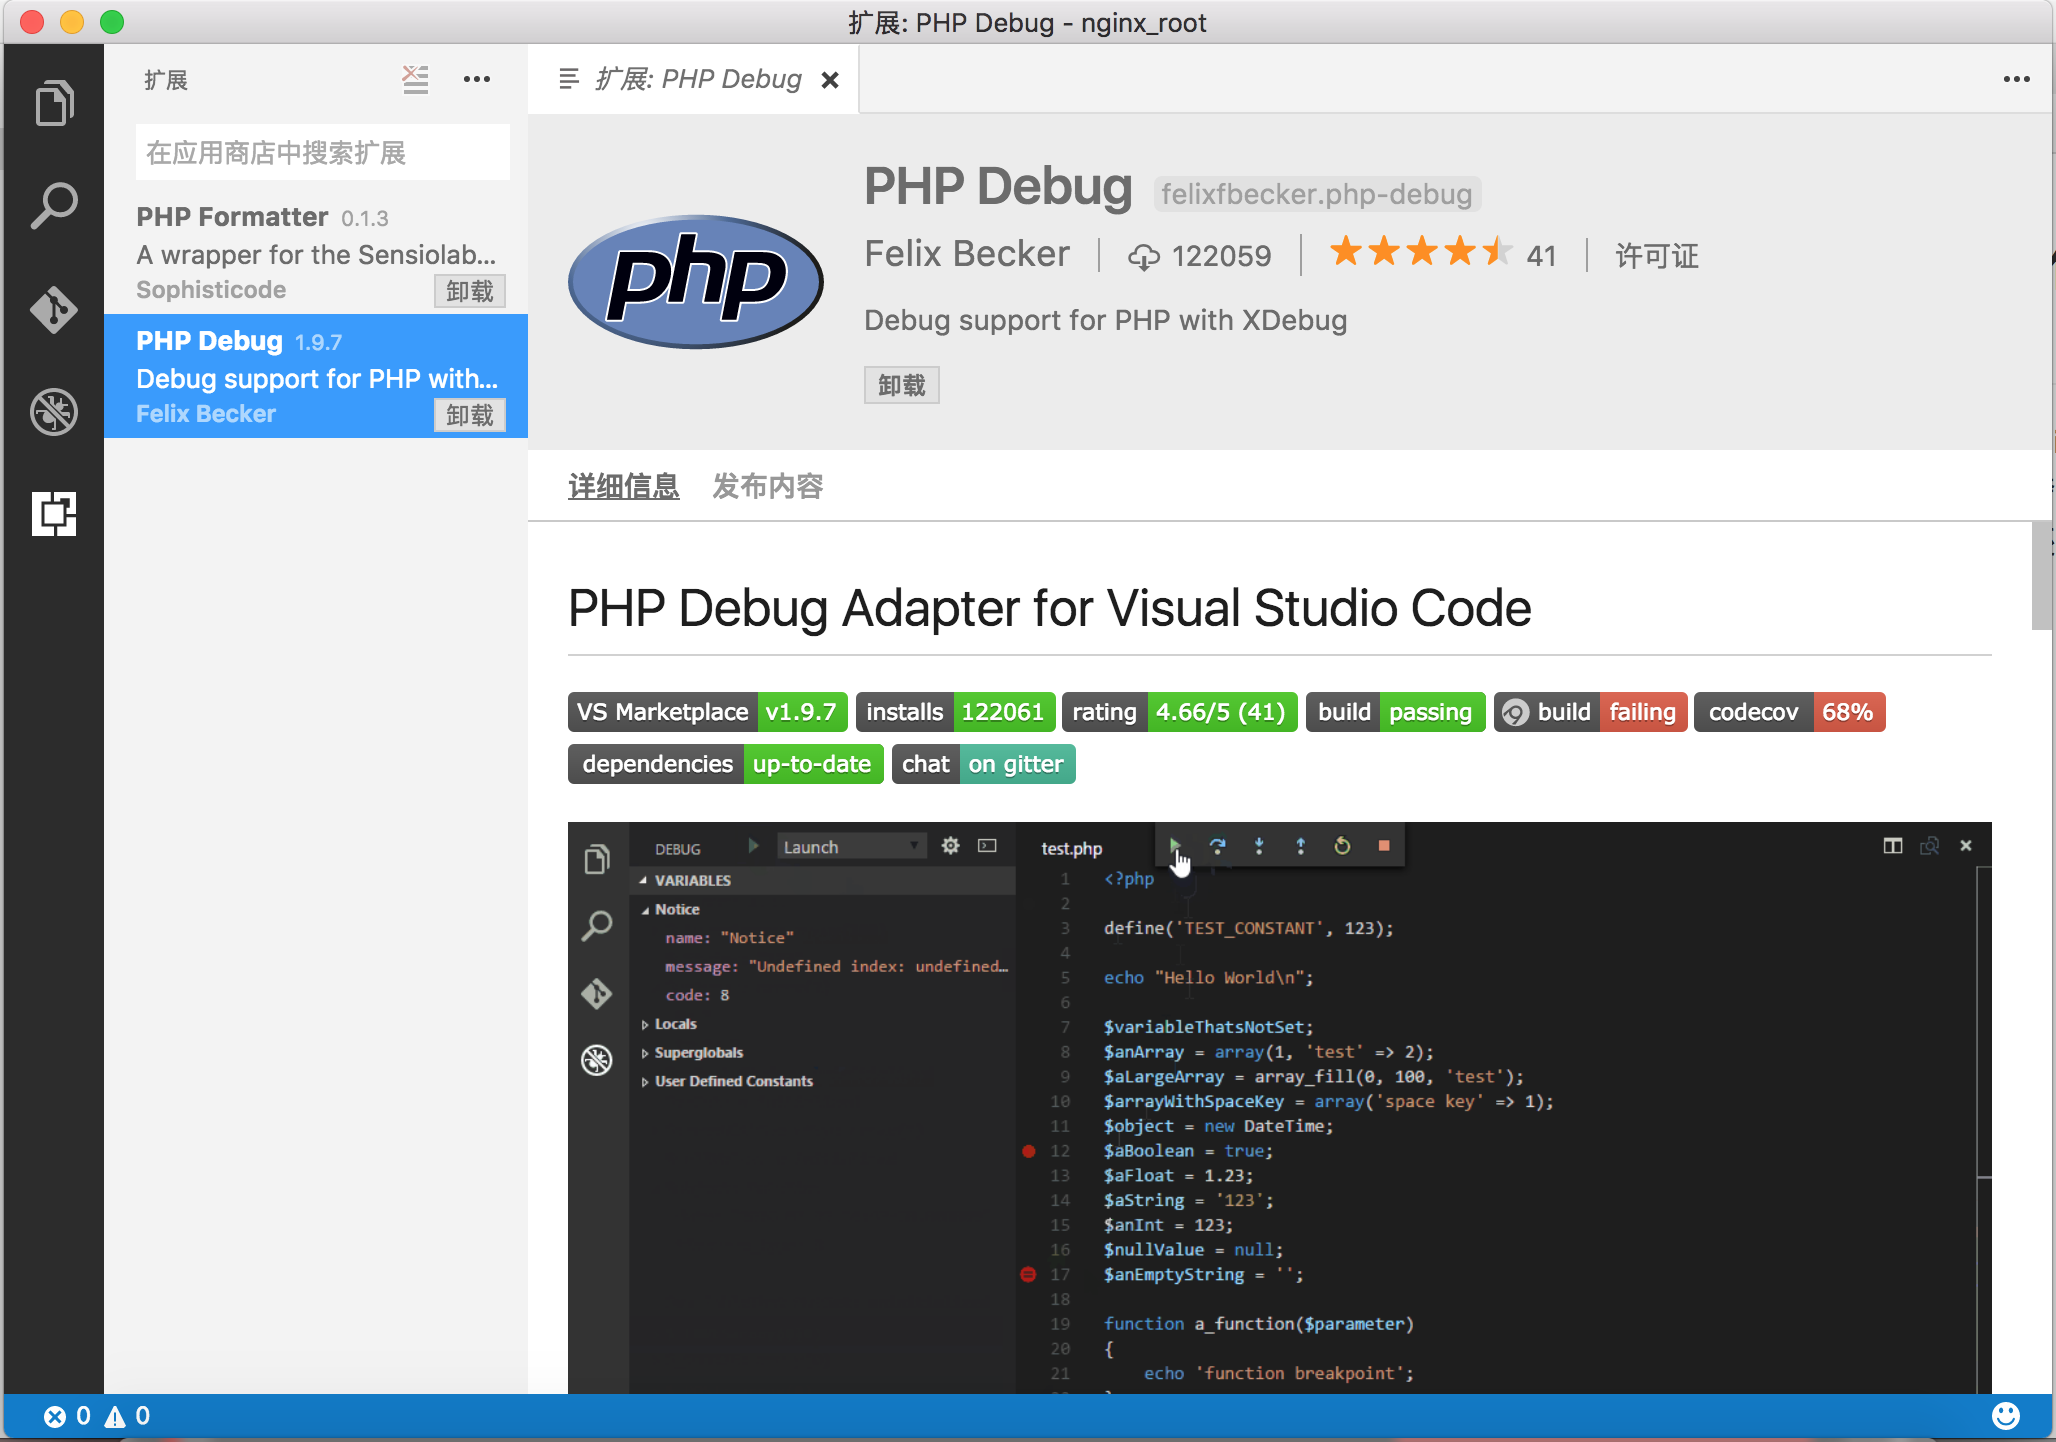 扩展: PHP Debug - nginx_root
扩展
在应用商店中搜索扩展
PHP Formatter 0.1.3
A wrapper for the Sensiolab...
Sophisticode 卸载
PHP Debug 1.9.7
Debug support for PHP with...
Felix Becker 卸载
扩展: PHP Debug
php
PHP Debug felixfbecker.php-debug
Felix Becker 122059 41 许可证
Debug support for PHP with XDebug
卸载
详细信息 发布内容
PHP Debug Adapter for Visual Studio Code
VS Marketplace v1.9.7 installs 122061 rating 4.66/5 (41) build passing build failing codecov 68%
dependencies up-to-date chat on gitter
DEBUG Launch
VARIABLES
Notice
name: "Notice"
message: "Undefined index: undefined…
code: 8
Locals
Superglobals
User Defined Constants
test.php
1 <?php
2
3 define('TEST_CONSTANT', 123);
4
5 echo "Hello World\n";
6
7 $variableThatsNotSet;
8 $anArray = array(1, 'test' => 2);
9 $aLargeArray = array_fill(0, 100, 'test');
10 $arrayWithSpaceKey = array('space key' => 1);
11 $object = new DateTime;
12 $aBoolean = true;
13 $aFloat = 1.23;
14 $aString = '123';
15 $anInt = 123;
16 $nullValue = null;
17 $anEmptyString = '';
18
19 function a_function($parameter)
20 {
21 echo 'function breakpoint';
0 0